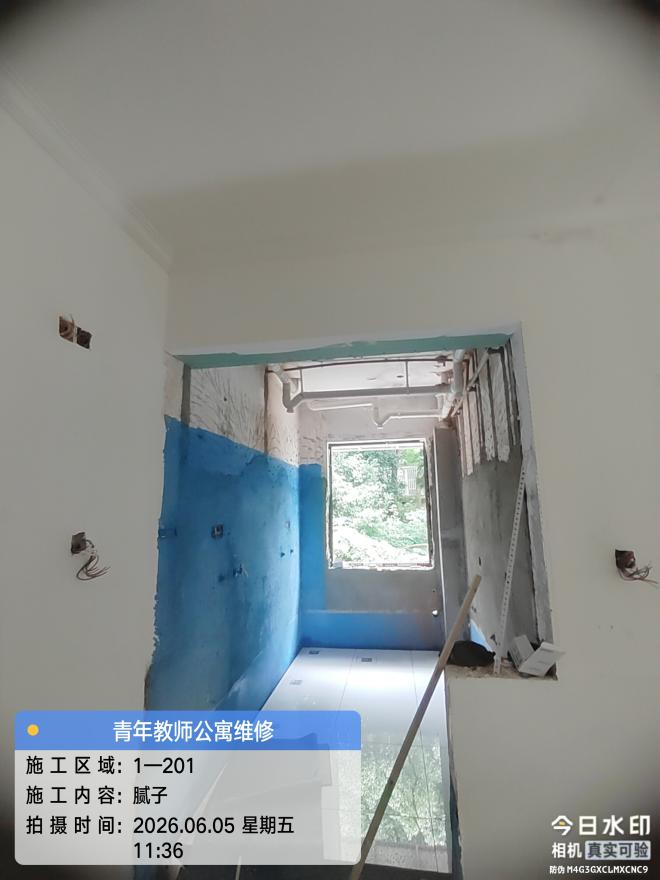 青年教师公寓维修
施工区域：1—201
施工内容：腻子
拍摄时间：2026.06.05 星期五
11:36
今日水印
相机 真实可验
防伪 M4G3GXCLMXCNC9